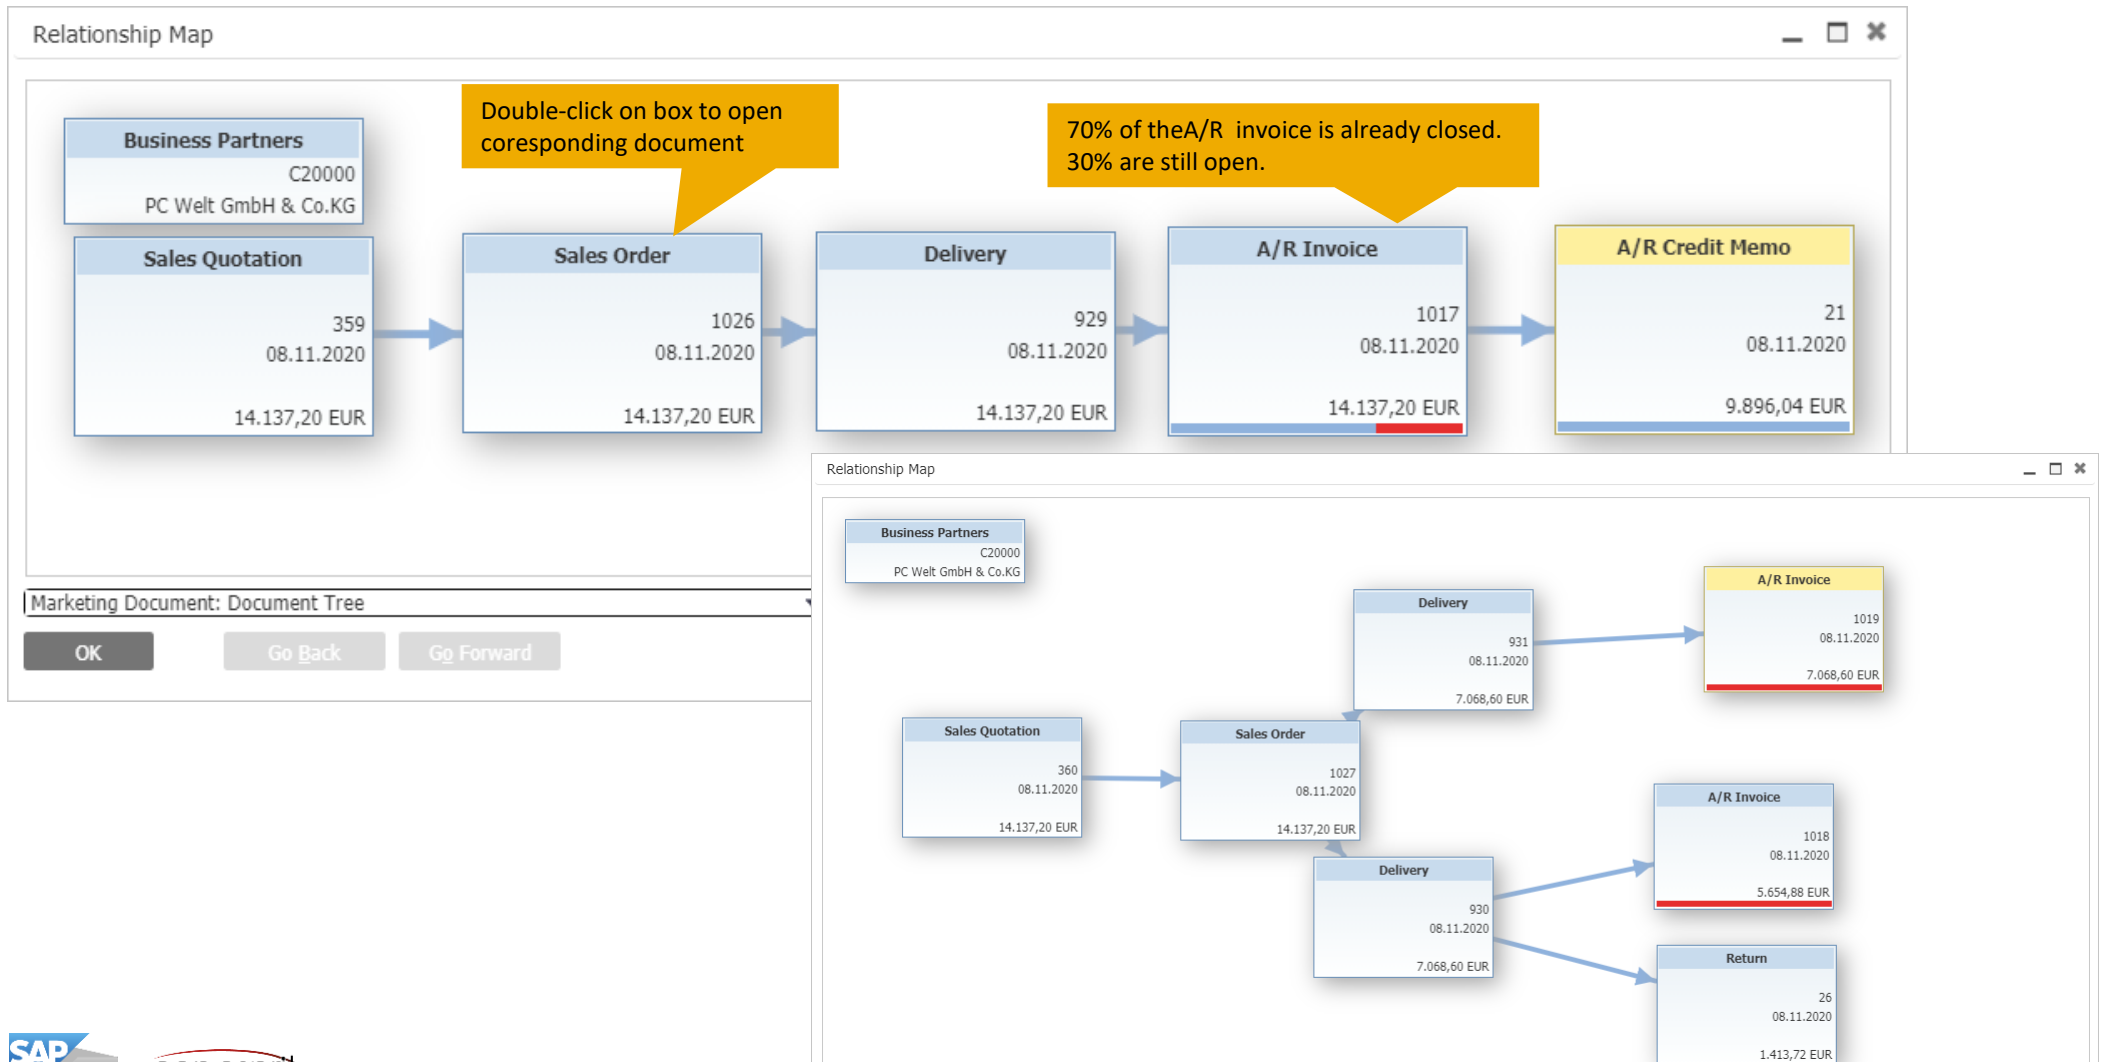 Relationship Map
Double-click on box to open
coresponding document
70% of theA/R  invoice is already closed.
30% are still open.
Business Partners
C20000
PC Welt GmbH & Co.KG
Sales Quotation
359
08.11.2020
14.137,20 EUR
Sales Order
1026
08.11.2020
14.137,20 EUR
Delivery
929
08.11.2020
14.137,20 EUR
A/R Invoice
1017
08.11.2020
14.137,20 EUR
A/R Credit Memo
21
08.11.2020
9.896,04 EUR
Marketing Document: Document Tree
OK
Go Back
Go Forward
Relationship Map
Business Partners
C20000
PC Welt GmbH & Co.KG
Sales Quotation
360
08.11.2020
14.137,20 EUR
Sales Order
1027
08.11.2020
14.137,20 EUR
Delivery
931
08.11.2020
7.068,60 EUR
A/R Invoice
1019
08.11.2020
7.068,60 EUR
Delivery
930
08.11.2020
7.068,60 EUR
A/R Invoice
1018
08.11.2020
5.654,88 EUR
Return
26
08.11.2020
1.413,72 EUR
SAP